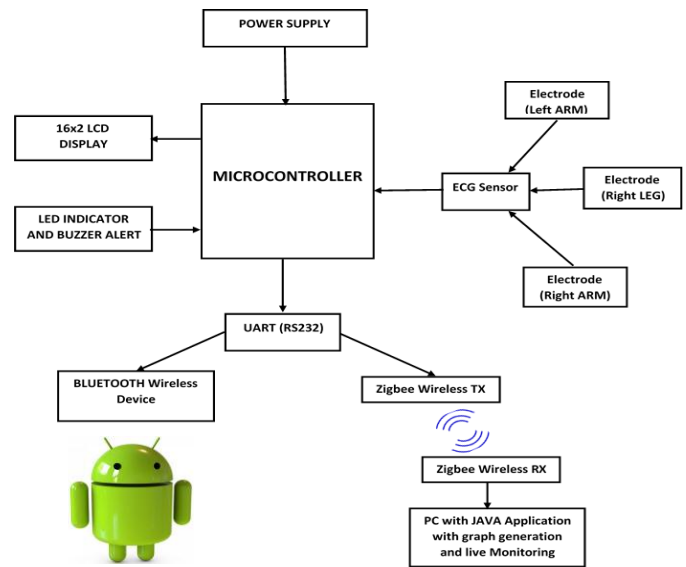 POWER SUPPLY
Electrode
(Left ARM)
16x2 LCD
DISPLAY
MICROCONTROLLER
ECG Sensor
Electrode
(Right LEG)
LED INDICATOR
AND BUZZER ALERT
Electrode
(Right ARM)
UART (RS232)
BLUETOOTH Wireless
Device
Zigbee Wireless TX
Zigbee Wireless RX
PC with JAVA Application
with graph generation
and live Monitoring